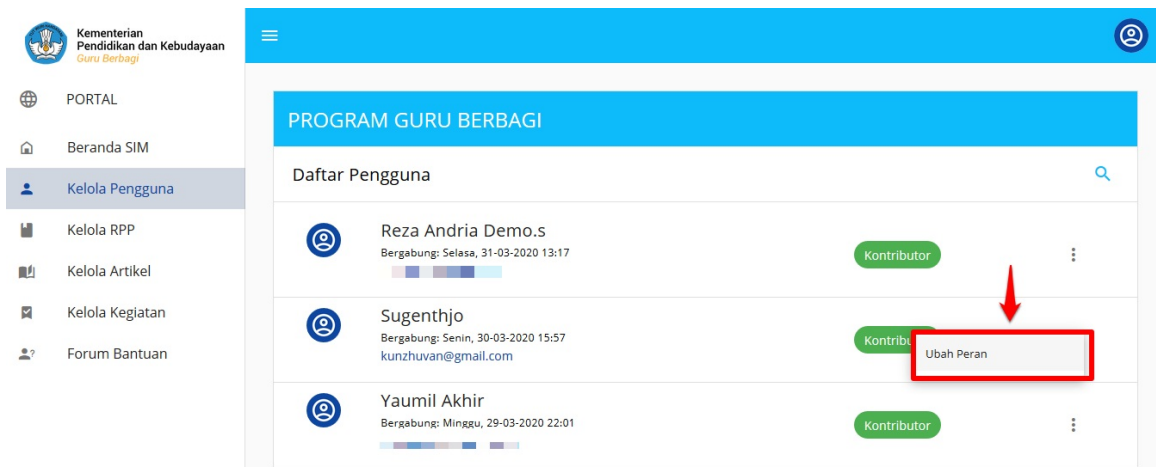 Kementerian
Pendidikan dan Kebudayaan
Guru Berbagi
PORTAL
Beranda SIM
Kelola Pengguna
Kelola RPP
Kelola Artikel
Kelola Kegiatan
Forum Bantuan
PROGRAM GURU BERBAGI
Daftar Pengguna
Reza Andria Demo.s
Bergabung: Selasa, 31-03-2020 13:17
Kontributor
Sugenthjo
Bergabung: Senin, 30-03-2020 15:57
kunzhuvan@gmail.com
Kontribu
Ubah Peran
Yaumil Akhir
Bergabung: Minggu, 29-03-2020 22:01
Kontributor